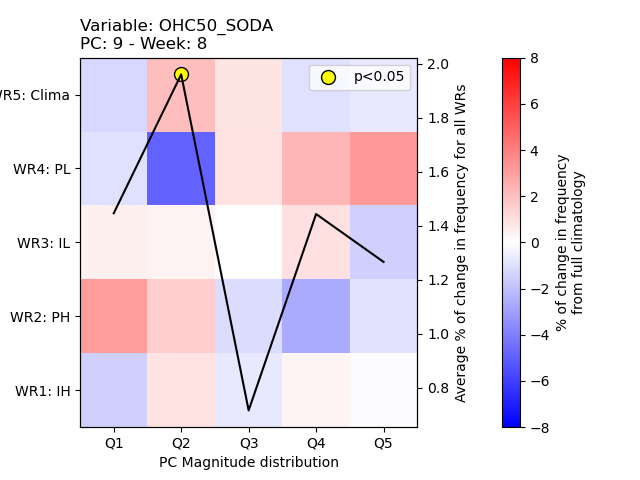 Variable: OHC50_SODA
PC: 9 - Week: 8
p<0.05
WR5: Clima
WR4: PL
WR3: IL
WR2: PH
WR1: IH
Q1 Q2 Q3 Q4 Q5
PC Magnitude distribution
2.0
1.8
1.6
1.4
1.2
1.0
0.8
Average % of change in frequency for all WRs
8
6
4
2
0
−2
−4
−6
−8
% of change in frequency
from full climatology